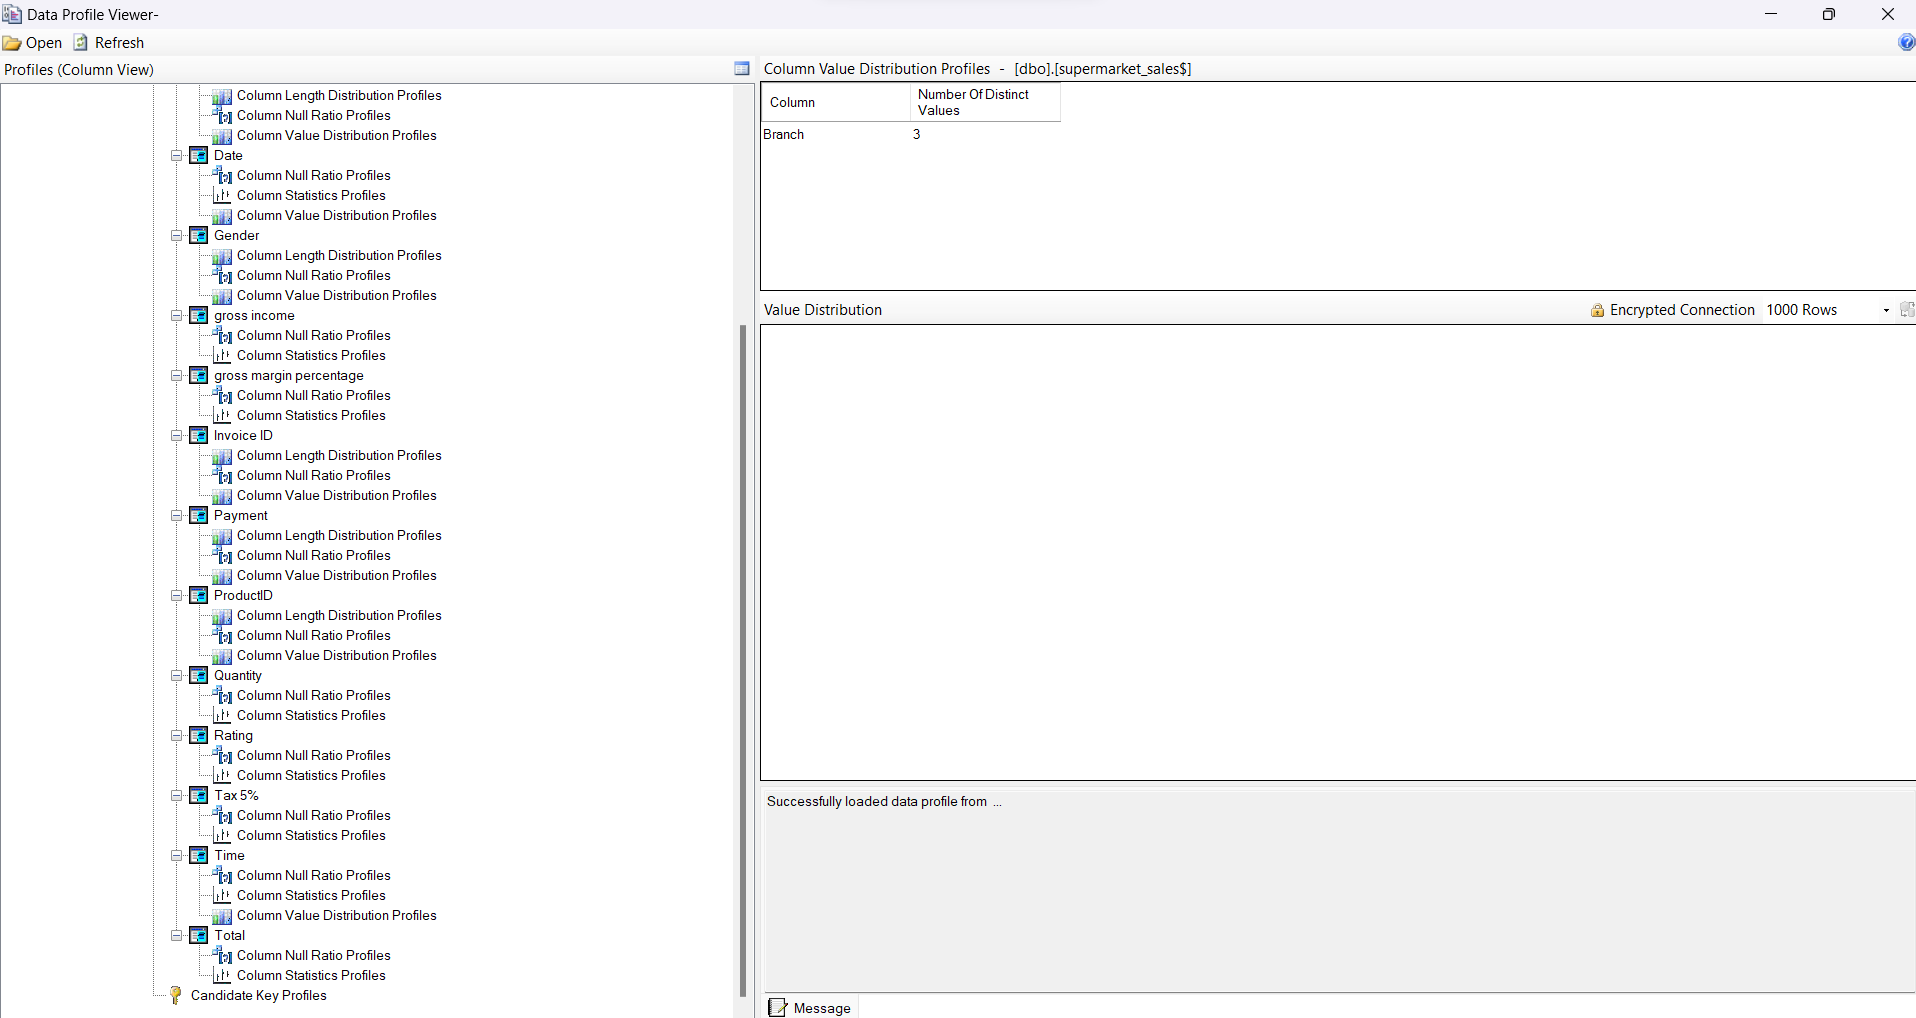 Data Profile Viewer-
Open Refresh
Profiles (Column View)
Column Length Distribution Profiles
Column Null Ratio Profiles
Column Value Distribution Profiles
Date
Column Null Ratio Profiles
Column Statistics Profiles
Column Value Distribution Profiles
Gender
Column Length Distribution Profiles
Column Null Ratio Profiles
Column Value Distribution Profiles
gross income
Column Null Ratio Profiles
Column Statistics Profiles
gross margin percentage
Column Null Ratio Profiles
Column Statistics Profiles
Invoice ID
Column Length Distribution Profiles
Column Null Ratio Profiles
Column Value Distribution Profiles
Payment
Column Length Distribution Profiles
Column Null Ratio Profiles
Column Value Distribution Profiles
ProductID
Column Length Distribution Profiles
Column Null Ratio Profiles
Column Value Distribution Profiles
Quantity
Column Null Ratio Profiles
Column Statistics Profiles
Rating
Column Null Ratio Profiles
Column Statistics Profiles
Tax 5%
Column Null Ratio Profiles
Column Statistics Profiles
Time
Column Null Ratio Profiles
Column Statistics Profiles
Column Value Distribution Profiles
Total
Column Null Ratio Profiles
Column Statistics Profiles
Candidate Key Profiles
Column Value Distribution Profiles - [dbo].[supermarket_sales$]
Column Number Of Distinct
Values
Branch 3
Value Distribution Encrypted Connection 1000 Rows
Successfully loaded data profile from ...
Message